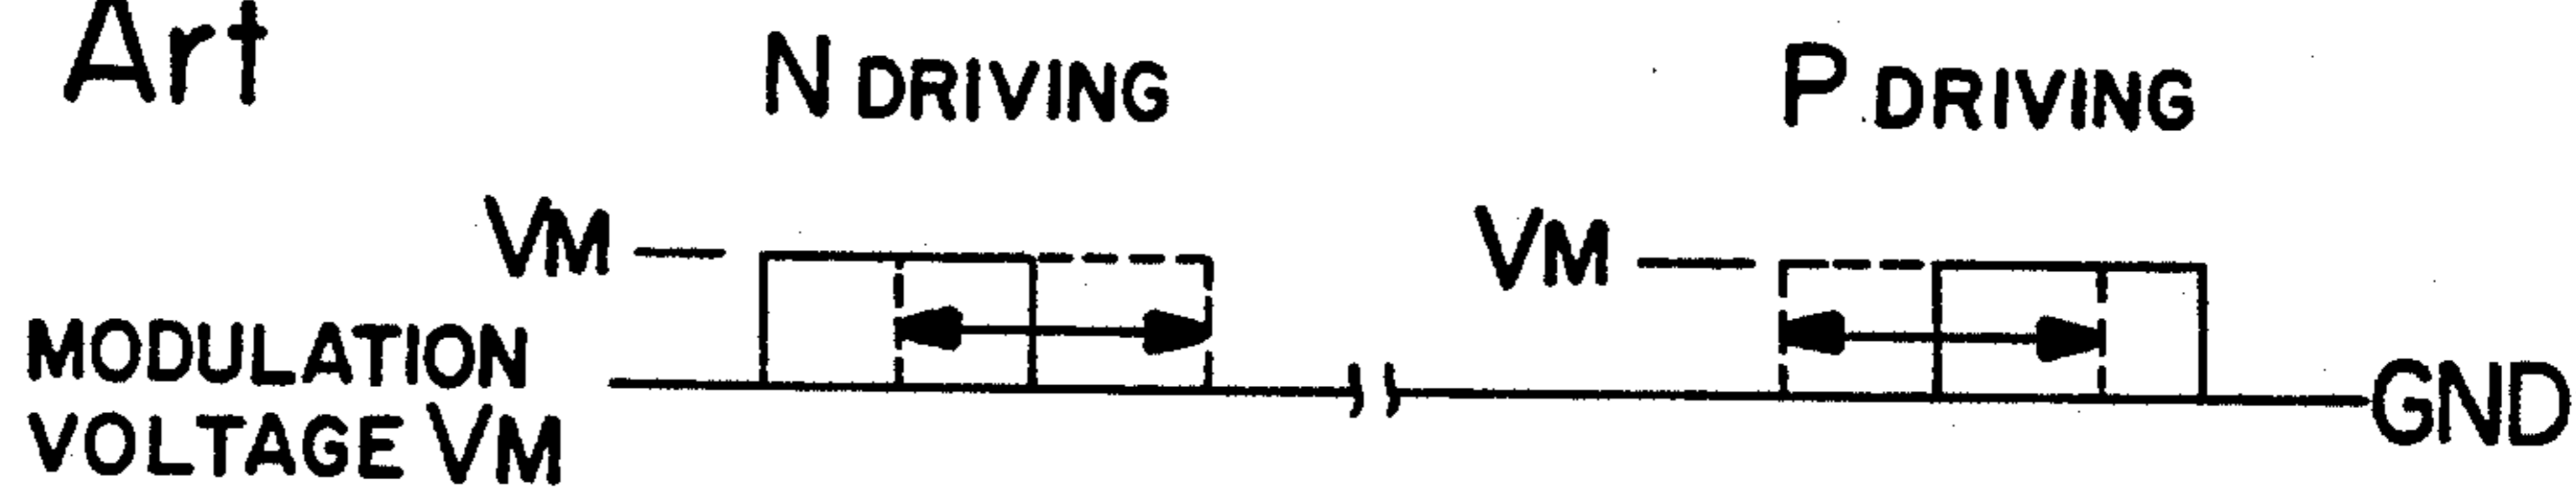 Art
N DRIVING
P DRIVING
VM
VM
MODULATION
VOLTAGE VM
GND